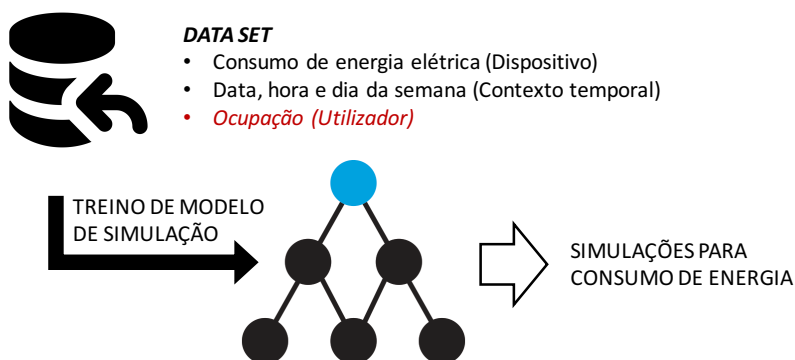 DATA SET
• Consumo de energia elétrica (Dispositivo)
• Data, hora e dia da semana (Contexto temporal)
• Ocupação (Utilizador)
TREINO DE MODELO
DE SIMULAÇÃO
SIMULAÇÕES PARA
CONSUMO DE ENERGIA